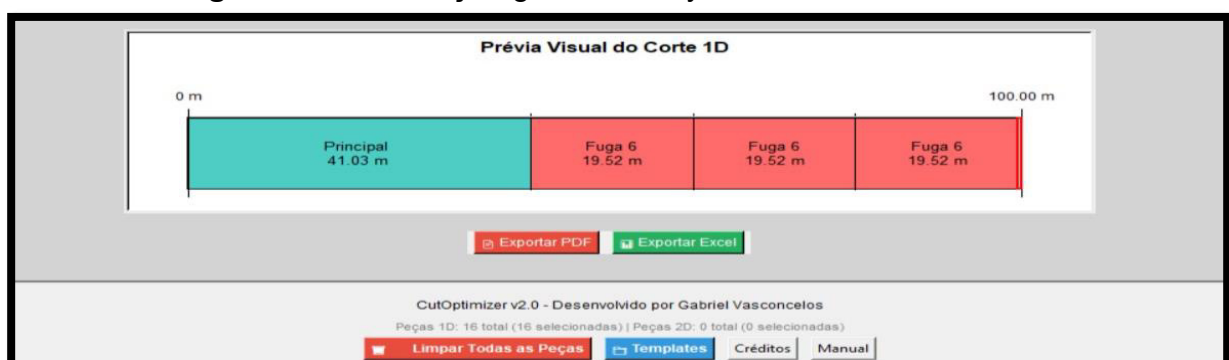 Prévia Visual do Corte 1D
0 m 100.00 m
Principal Fuga 6 Fuga 6 Fuga 6
41.03 m 19.52 m 19.52 m 19.52 m
Exportar PDF Exportar Excel
CutOptimizer v2.0 - Desenvolvido por Gabriel Vasconcelos
Peças 1D: 16 total (16 selecionadas) | Peças 2D: 0 total (0 selecionadas)
Limpar Todas as Peças Templates Créditos Manual